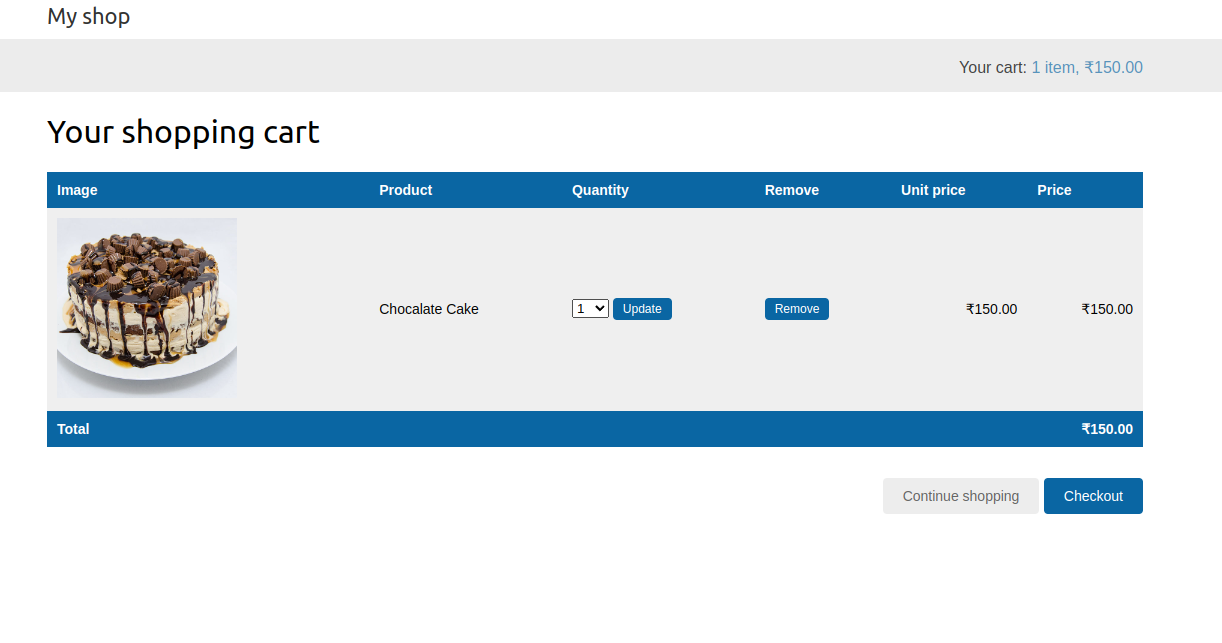 My shop
Your cart: 1 item, ₹150.00
Your shopping cart
Image Product Quantity Remove Unit price Price
Chocalate Cake 1 Update Remove ₹150.00 ₹150.00
Total ₹150.00
Continue shopping Checkout